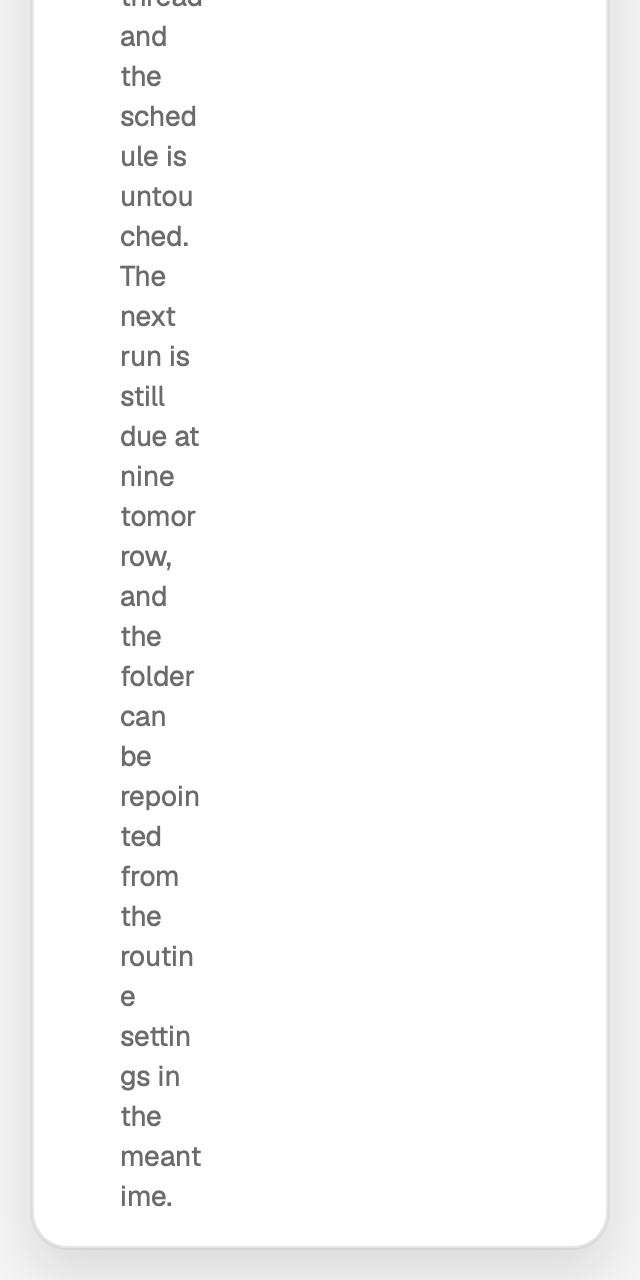 thread
and
the
sched
ule is
untou
ched.
The
next
run is
still
due at
nine
tomor
row,
and
the
folder
can
be
repoin
ted
from
the
routin
e
settin
gs in
the
meant
ime.